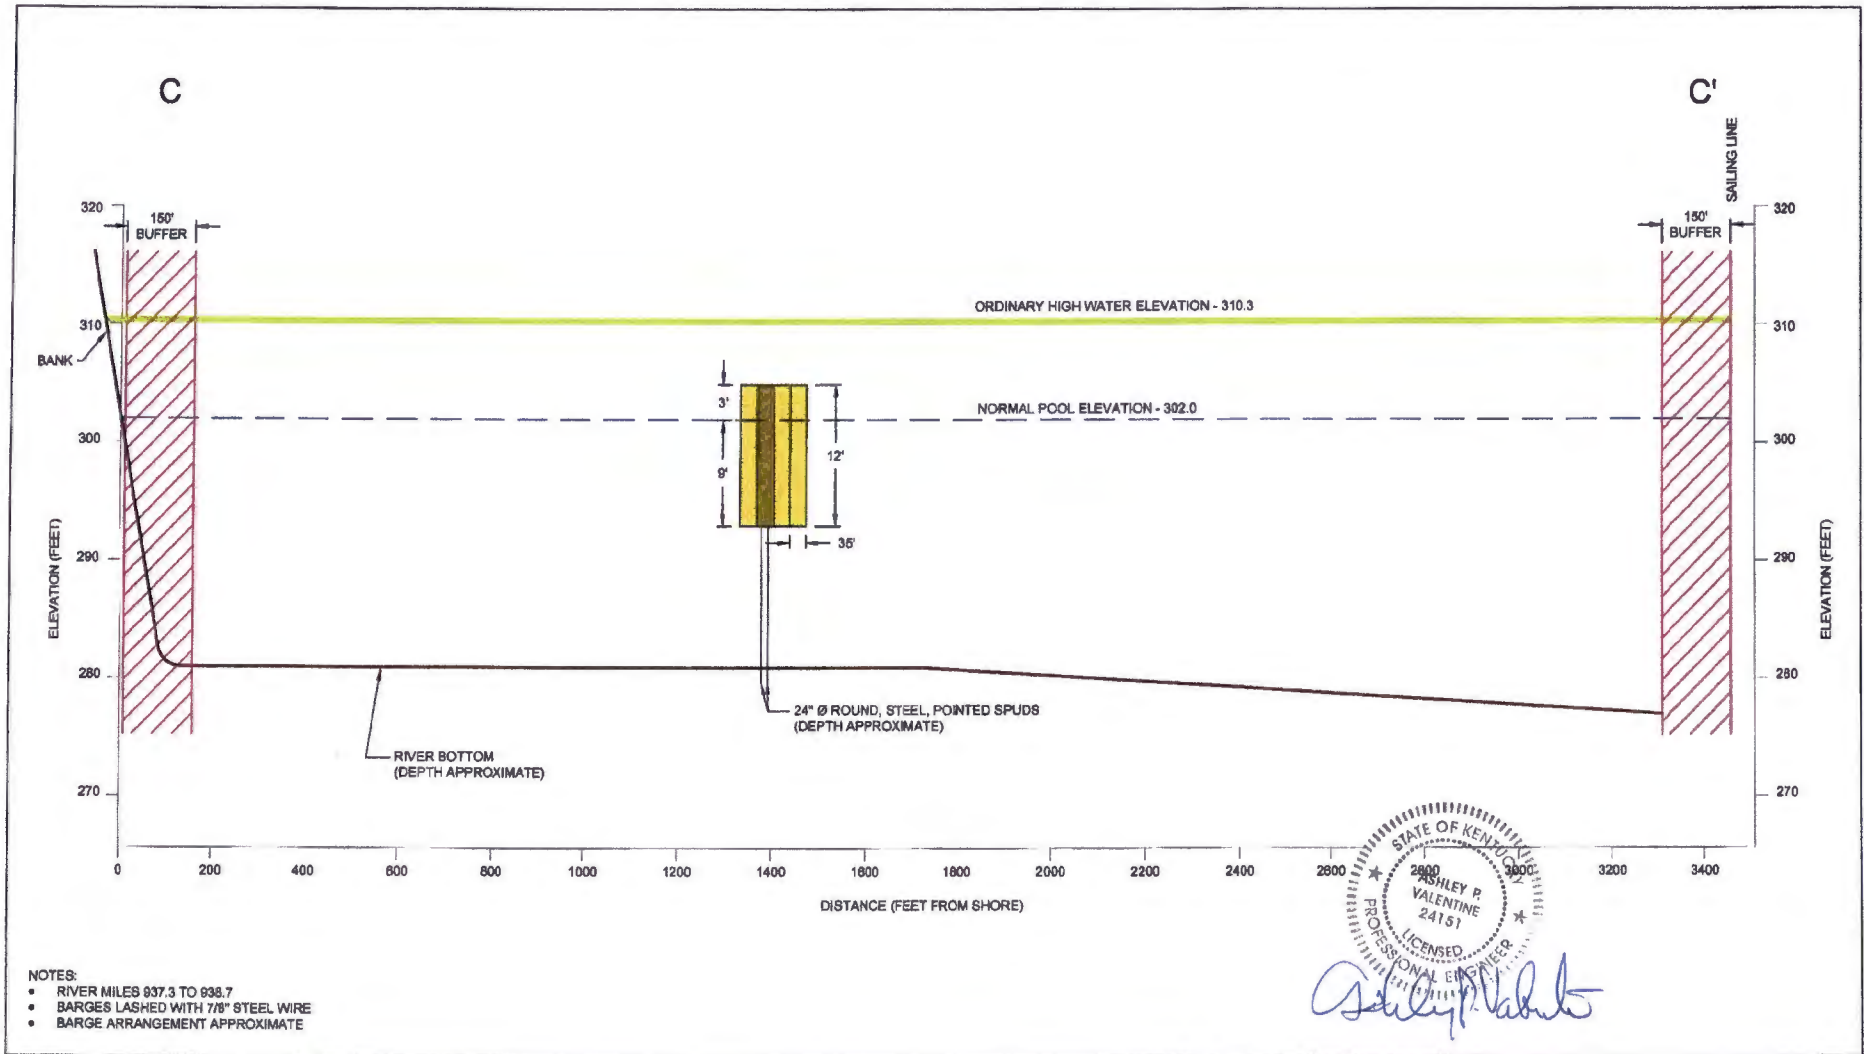 C
C'
SAILING LINE
320
150'
BUFFER
150'
BUFFER
320
ORDINARY HIGH WATER ELEVATION - 310.3
310
310
BANK
3'
NORMAL POOL ELEVATION - 302.0
300
300
9'
12'
35'
290
290
ELEVATION (FEET)
ELEVATION (FEET)
280
280
24" Ø ROUND, STEEL, POINTED SPUDS
(DEPTH APPROXIMATE)
RIVER BOTTOM
(DEPTH APPROXIMATE)
270
270
0 200 400 600 800 1000 1200 1400 1600 1800 2000 2200 2400 2600 2800 3000 3200 3400
DISTANCE (FEET FROM SHORE)
STATE OF KENTUCKY
ASHLEY P.
VALENTINE
24151
LICENSED
PROFESSIONAL ENGINEER
NOTES:
• RIVER MILES 937.3 TO 938.7
• BARGES LASHED WITH 7/8" STEEL WIRE
• BARGE ARRANGEMENT APPROXIMATE